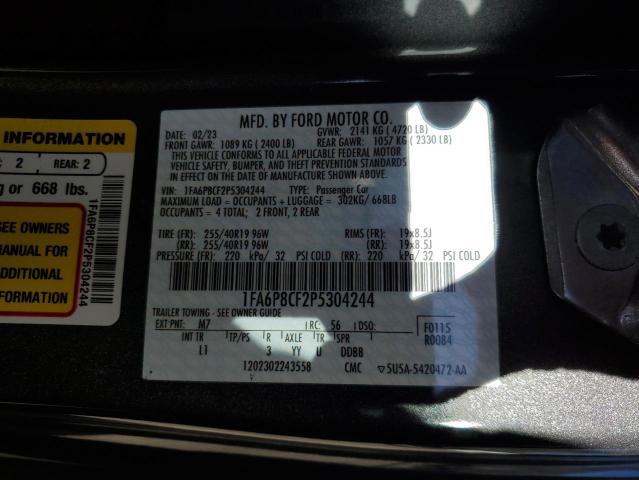 INFORMATION
2 REAR: 2
g or 668 lbs.
SEE OWNERS
MANUAL FOR
ADDITIONAL
INFORMATION
1FA6P8CF2P5304244
MFD. BY FORD MOTOR CO.
DATE: 02/23 GVWR: 2141 KG ( 4720 LB)
FRONT GAWR: 1089 KG ( 2400 LB) REAR GAWR: 1057 KG ( 2330 LB)
THIS VEHICLE CONFORMS TO ALL APPLICABLE FEDERAL MOTOR
VEHICLE SAFETY, BUMPER, AND THEFT PREVENTION STANDARDS
IN EFFECT ON THE DATE OF MANUFACTURE SHOWN ABOVE.
VIN: 1FA6P8CF2P5304244 TYPE: Passenger Car
MAXIMUM LOAD = OCCUPANTS + LUGGAGE = 302KG/ 668LB
OCCUPANTS = 4 TOTAL; 2 FRONT, 2 REAR
TIRE (FR): 255/40R19 96W RIMS (FR): 19x8.5J
(RR): 255/40R19 96W (RR): 19x8.5J
PRESSURE: (FR) 220 kPa/ 32 PSI COLD (RR): 220 kPa/ 32 PSI COLD
1FA6P8CF2P5304244
TRAILER TOWING - SEE OWNER GUIDE
EXT PNT: M7 RC: 56 DSO: F0115
INT TR TP/PS R AXLE TR SPR R0084
L1 3 YY U DDBB
1202302243558 CMC 5U5A-5420472-AA